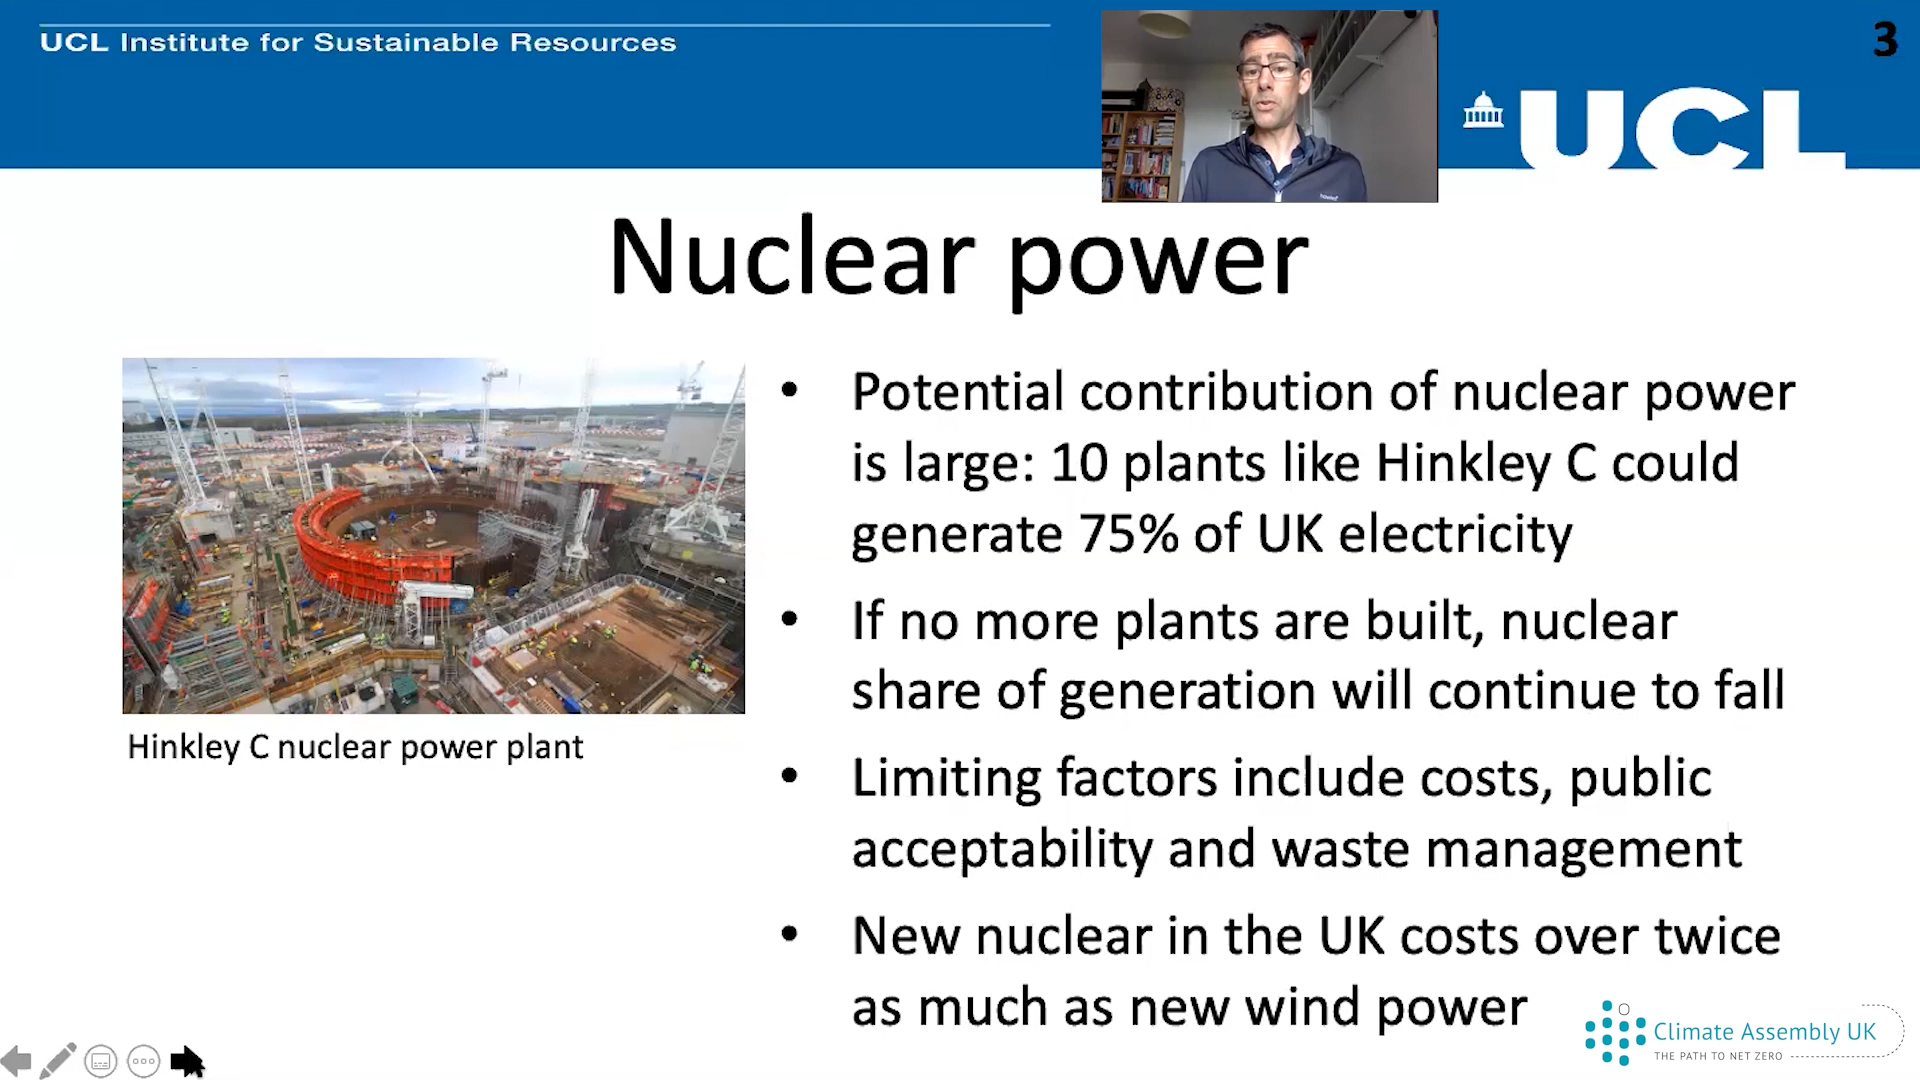 UCL Institute for Sustainable Resources
3
UCL
Nuclear power
• Potential contribution of nuclear power
is large: 10 plants like Hinkley C could
generate 75% of UK electricity
• If no more plants are built, nuclear
share of generation will continue to fall
• Limiting factors include costs, public
acceptability and waste management
• New nuclear in the UK costs over twice
as much as new wind power
Hinkley C nuclear power plant
Climate Assembly UK
THE PATH TO NET ZERO